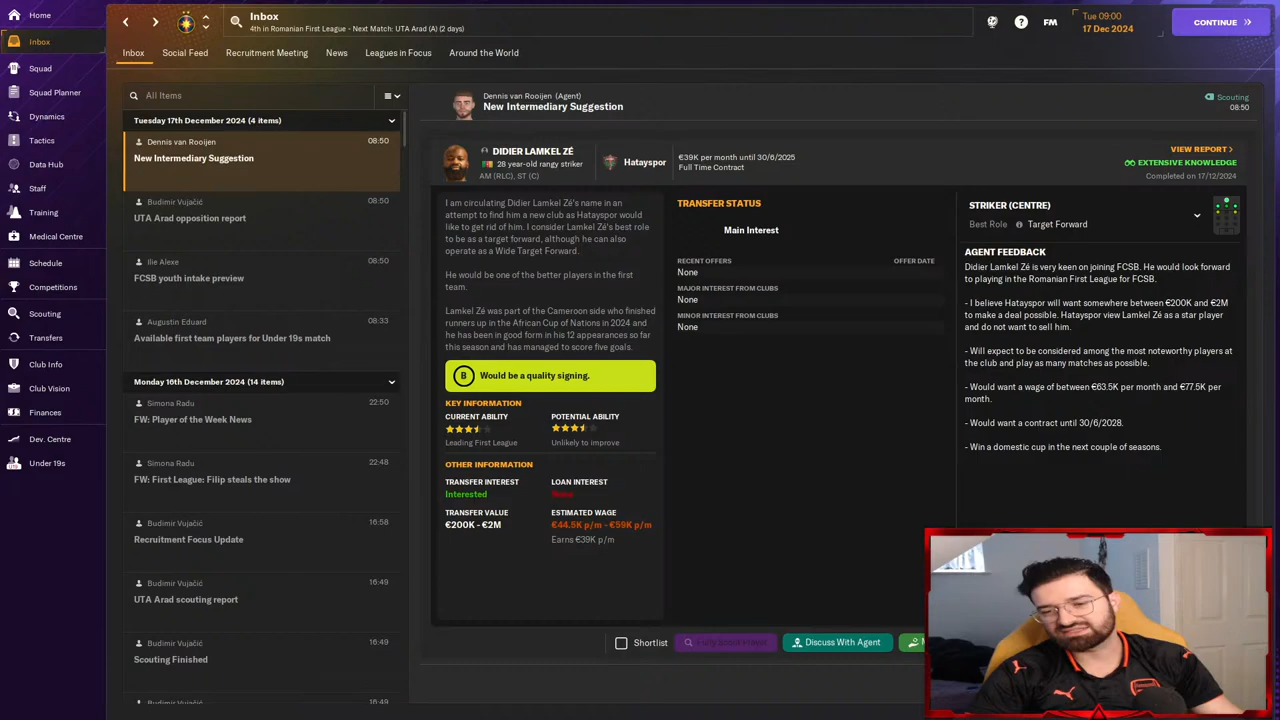 Home
Inbox
Squad
Squad Planner
Dynamics
Tactics
Data Hub
Staff
Training
Medical Centre
Schedule
Competitions
Scouting
Transfers
Club Info
Club Vision
Finances
Dev. Centre
Under 19s
Inbox
4th in Romanian First League - Next Match: UTA Arad (A) (2 days)
FM
Tue 09:00
17 Dec 2024
CONTINUE
Inbox Social Feed Recruitment Meeting News Leagues in Focus Around the World
All Items
Tuesday 17th December 2024 (4 items)
Dennis van Rooijen 08:50
New Intermediary Suggestion
Budimir Vujačić 08:50
UTA Arad opposition report
Ilie Alexe 08:50
FCSB youth intake preview
Augustin Eduard 08:33
Available first team players for Under 19s match
Monday 16th December 2024 (14 items)
Simona Radu 22:50
FW: Player of the Week News
Simona Radu 22:48
FW: First League: Filip steals the show
Budimir Vujačić 16:58
Recruitment Focus Update
Budimir Vujačić 16:49
UTA Arad scouting report
Budimir Vujačić 16:49
Scouting Finished
Budimir Vujačić 16:48
Dennis van Rooijen (Agent)
New Intermediary Suggestion
Scouting
08:50
DIDIER LAMKEL ZÉ
28 year-old rangy striker
AM (RLC), ST (C)
Hatayspor
€39K per month until 30/6/2025
Full Time Contract
VIEW REPORT >
EXTENSIVE KNOWLEDGE
Completed on 17/12/2024
I am circulating Didier Lamkel Zé's name in an
attempt to find him a new club as Hatayspor would
like to get rid of him. I consider Lamkel Zé's best role
to be as a target forward, although he can also
operate as a Wide Target Forward.
He would be one of the better players in the first
team.
Lamkel Zé was part of the Cameroon side who finished
runners up in the African Cup of Nations in 2024 and
he has been in good form in his 12 appearances so far
this season and has managed to score five goals.
B Would be a quality signing.
KEY INFORMATION
CURRENT ABILITY POTENTIAL ABILITY
Leading First League Unlikely to improve
OTHER INFORMATION
TRANSFER INTEREST LOAN INTEREST
Interested
TRANSFER VALUE ESTIMATED WAGE
€200K - €2M €44.5K p/m - €59K p/m
Earns €39K p/m
TRANSFER STATUS
Main Interest
RECENT OFFERS OFFER DATE
None
MAJOR INTEREST FROM CLUBS
None
MINOR INTEREST FROM CLUBS
None
STRIKER (CENTRE)
Best Role Target Forward
AGENT FEEDBACK
Didier Lamkel Zé is very keen on joining FCSB. He would look forward
to playing in the Romanian First League for FCSB.
- I believe Hatayspor will want somewhere between €200K and €2M
to make a deal possible. Hatayspor view Lamkel Zé as a star player
and do not want to sell him.
- Will expect to be considered among the most noteworthy players at
the club and play as many matches as possible.
- Would want a wage of between €63.5K per month and €77.5K per
month.
- Would want a contract until 30/6/2028.
- Win a domestic cup in the next couple of seasons.
Shortlist Fully Scout Player Discuss With Agent